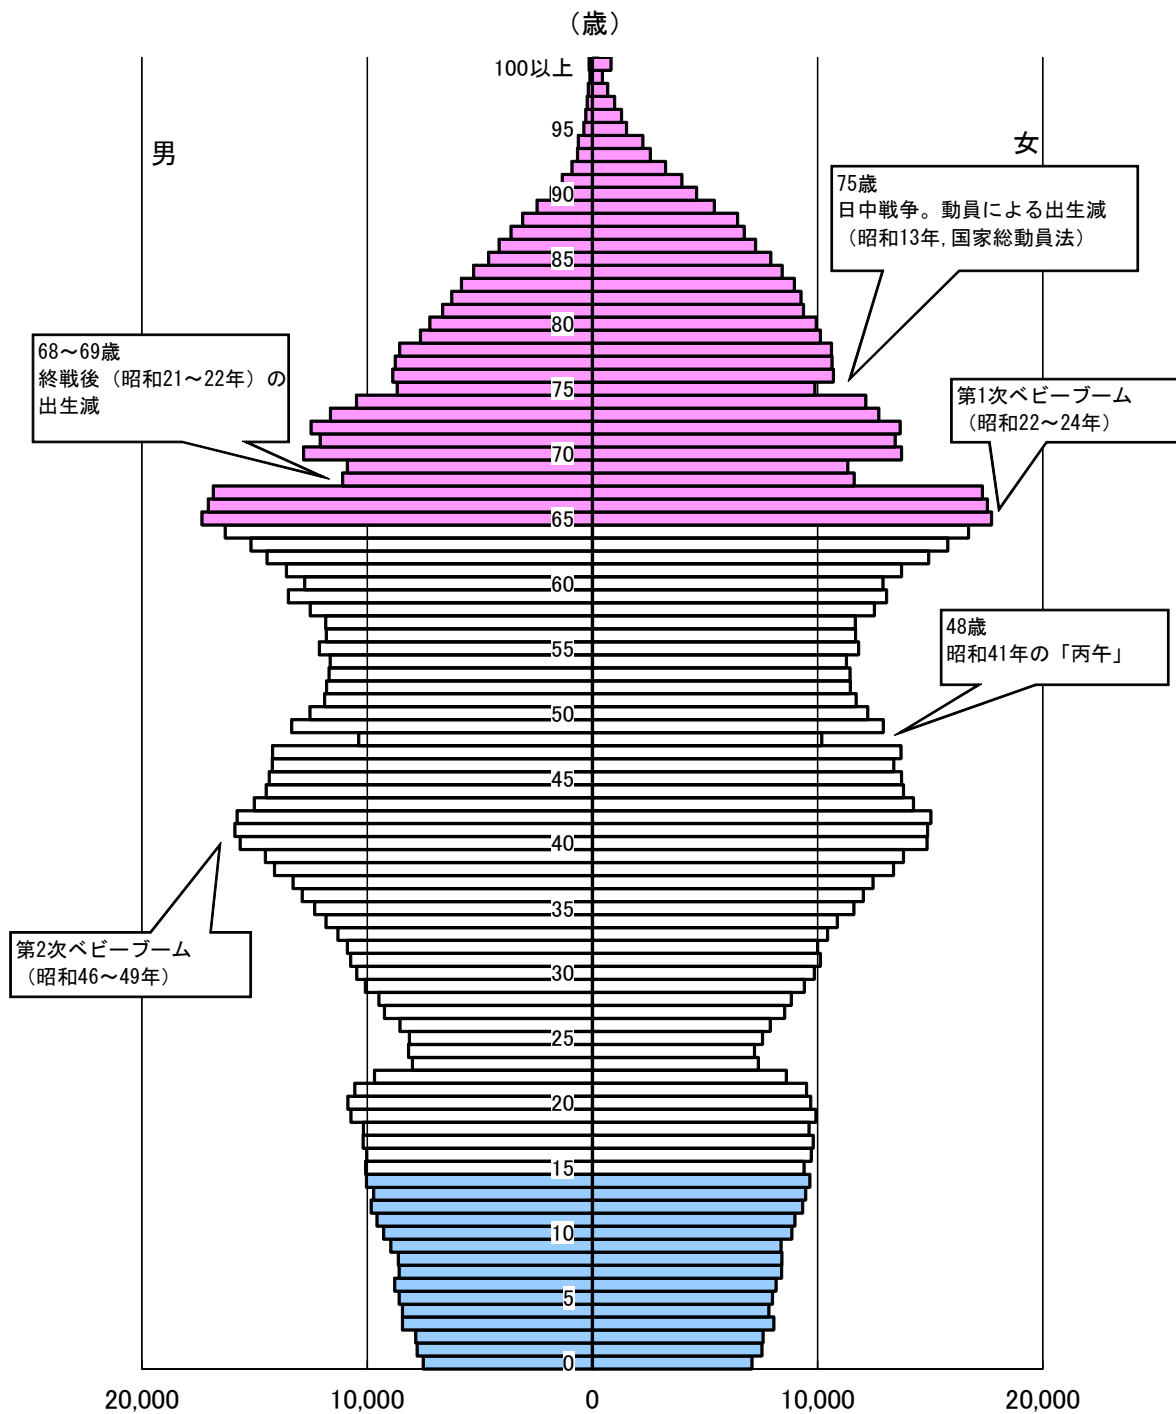 （歳）
100以上
95
男
女
75歳
日中戦争。動員による出生減
（昭和13年,国家総動員法）
90
85
80
68～69歳
終戦後（昭和21～22年）の
出生減
75
第1次ベビーブーム
（昭和22～24年）
70
65
60
48歳
昭和41年の「丙午」
55
50
45
40
35
第2次ベビーブーム
（昭和46～49年）
30
25
20
15
10
5
0
20,000 10,000 0 10,000 20,000